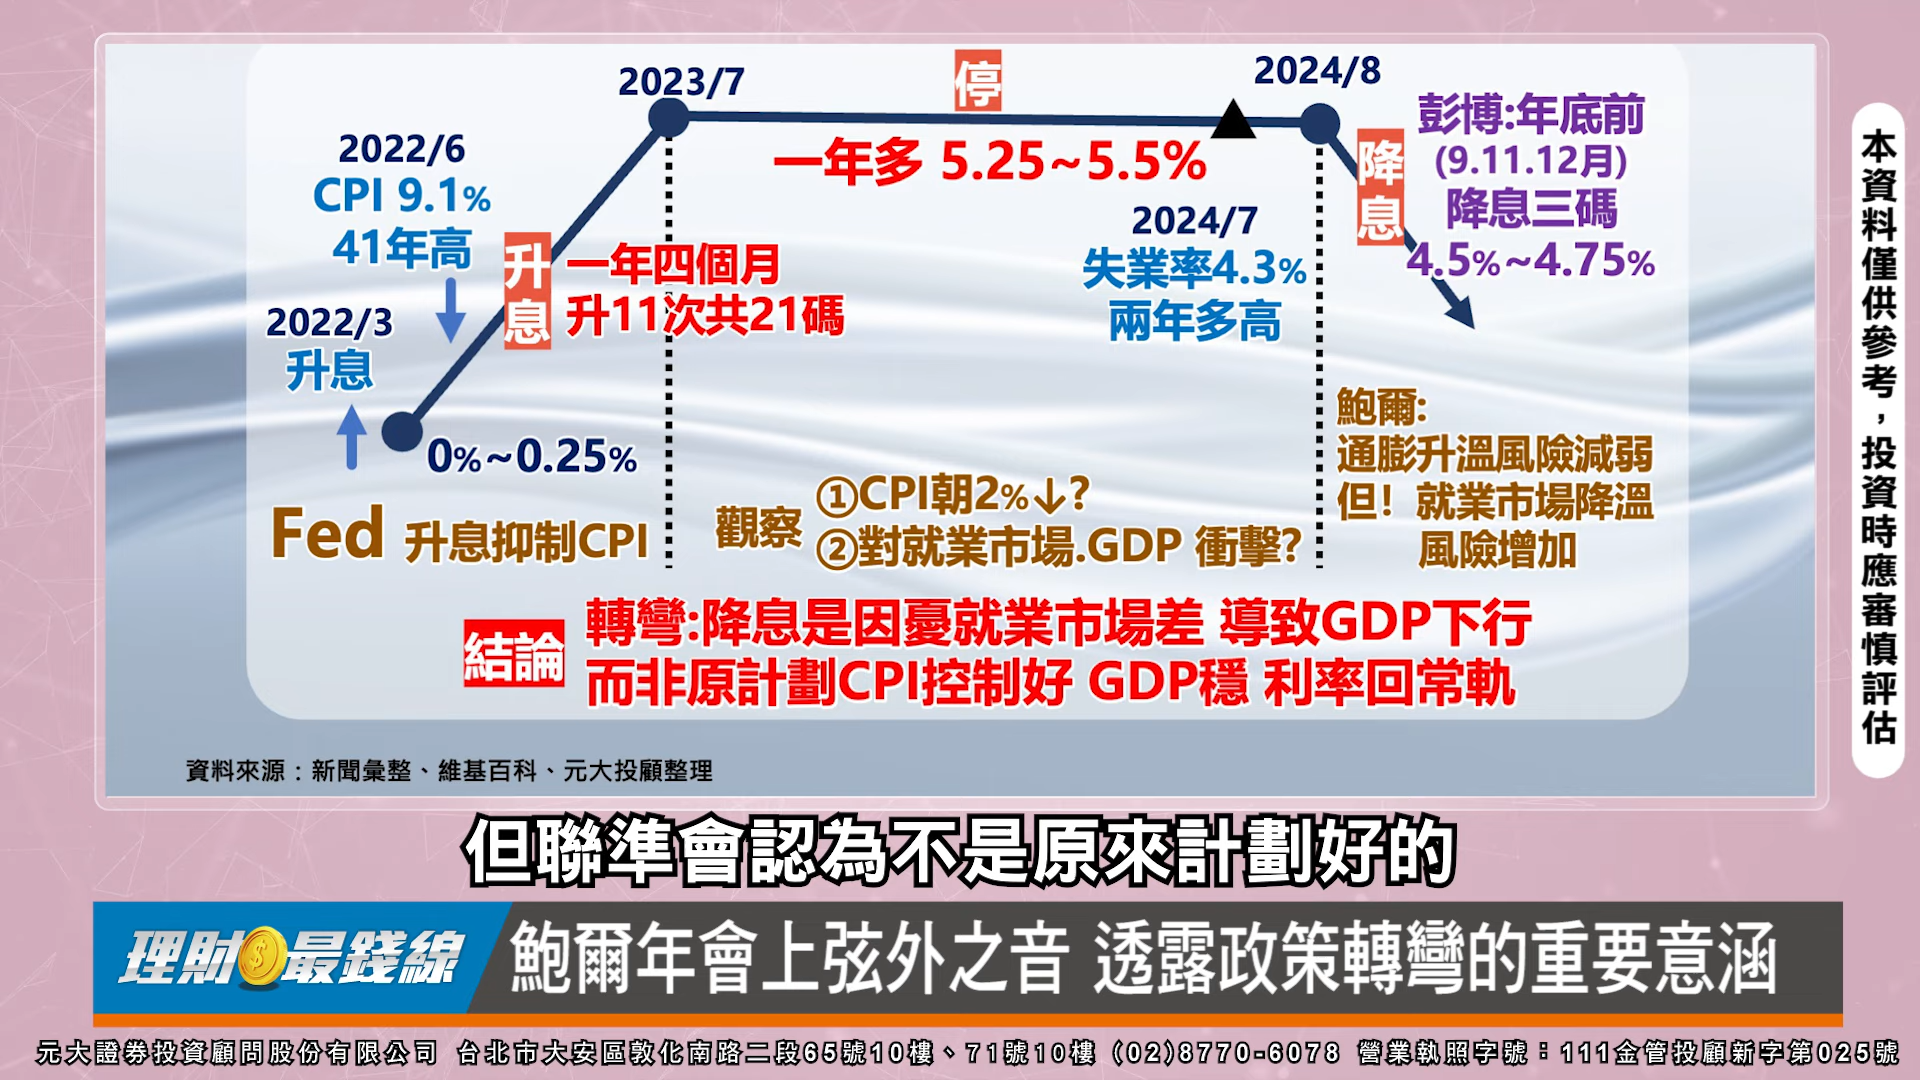 2023/7
停
2024/8
2022/6
CPI 9.1%
41年高
一年多 5.25~5.5%
降息
彭博:年底前
(9.11.12月)
降息三碼
4.5%~4.75%
2022/3
升息
升息
一年四個月
升11次共21碼
2024/7
失業率4.3%
兩年多高
0%~0.25%
Fed 升息抑制CPI
觀察
①CPI朝2%↓?
②對就業市場.GDP 衝擊?
鮑爾:
通膨升溫風險減弱
但! 就業市場降溫
風險增加
結論
轉彎:降息是因憂就業市場差 導致GDP下行
而非原計劃CPI控制好 GDP穩 利率回常軌
資料來源：新聞彙整、維基百科、元大投顧整理
本資料僅供參考，投資時應審慎評估
但聯準會認為不是原來計劃好的
理財$最錢線
鮑爾年會上弦外之音 透露政策轉彎的重要意涵
元大證券投資顧問股份有限公司 台北市大安區敦化南路二段65號10樓、71號10樓 (02)8770-6078 營業執照字號：111金管投顧新字第025號